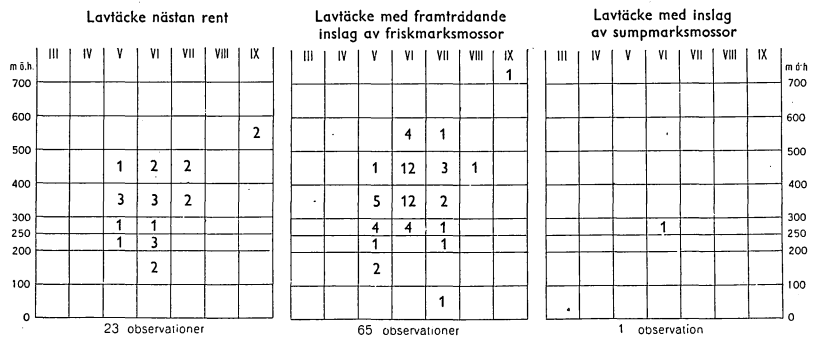 Lavtäcke nästan rent
Lavtäcke med framträdande
inslag av friskmarksmossor
Lavtäcke med inslag
av sumpmarksmossor
m ö.h. III IV V VI VII VIII IX
III IV V VI VII VIII IX
III IV V VI VII VIII IX m ö.h
1
700 700
600 600
2 4 1
500 500
1 2 2 1 12 3 1
400 400
3 3 2 5 12 2
300 300
1 1 4 4 1 1
250 250
1 3 1 1
200 200
2 2
100 100
1
0 0
23 observationer
65 observationer
1 observation